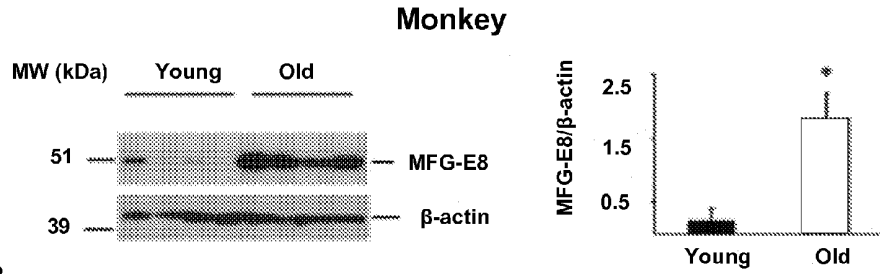 Monkey
MW (kDa) Young Old
51 MFG-E8
39 β-actin
MFG-E8/β-actin
2.5
*
1.5
0.5
Young Old